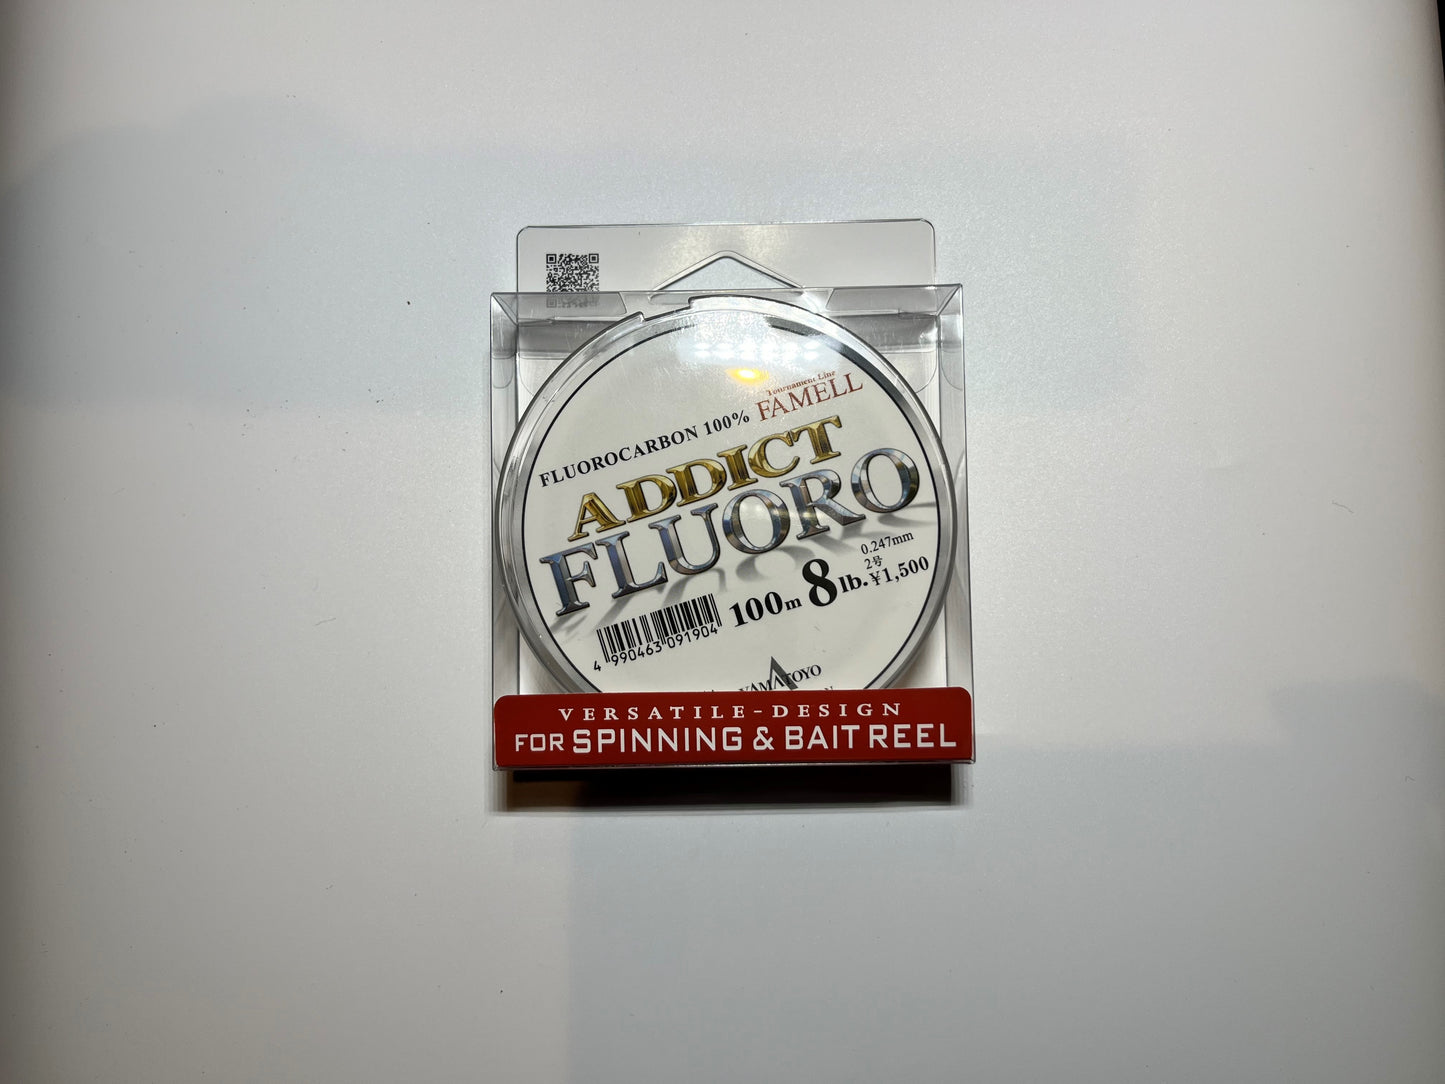 Tournament Line
FAMELL
FLUOROCARBON 100%
ADDICT
FLUORO
0.247mm
2号
100m 8lb. ¥1,500
4 990463 091904
YAMATOYO
VERSATILE-DESIGN
FOR SPINNING & BAIT REEL